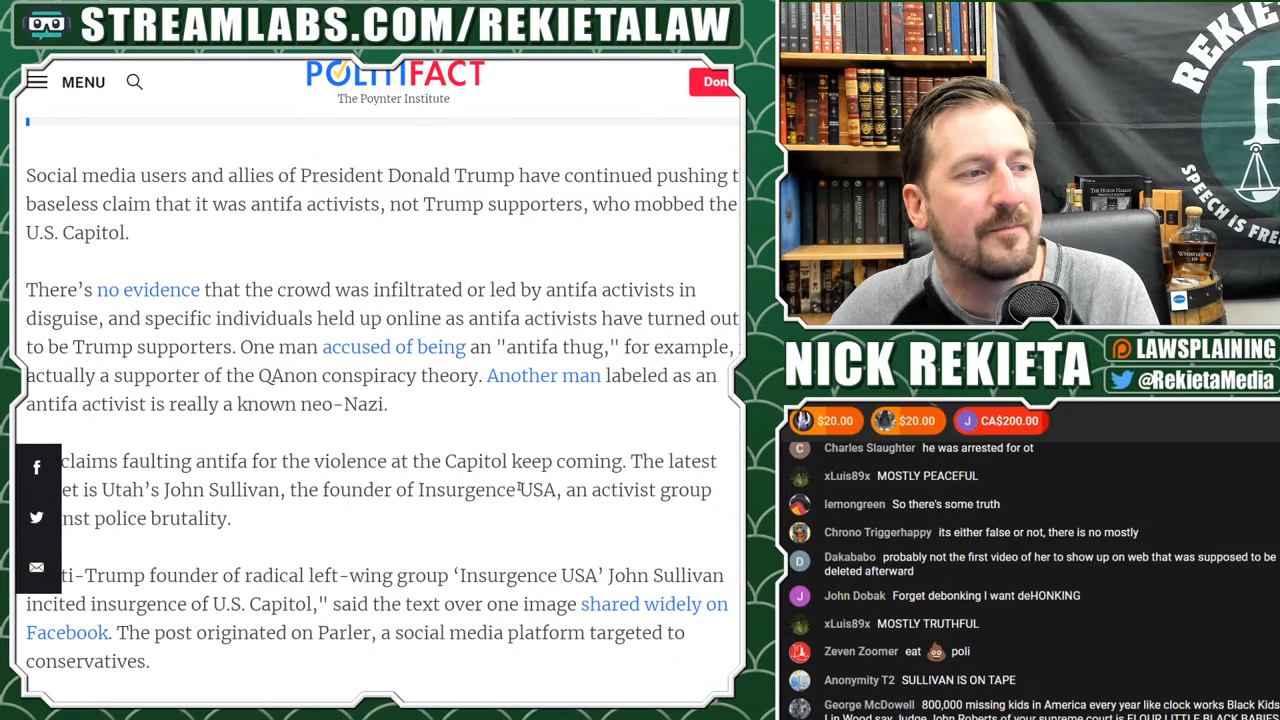 STREAMLABS.COM/REKIETALAW
MENU
POLITIFACT
The Poynter Institute
Don
Social media users and allies of President Donald Trump have continued pushing t
baseless claim that it was antifa activists, not Trump supporters, who mobbed the
U.S. Capitol.
There's no evidence that the crowd was infiltrated or led by antifa activists in
disguise, and specific individuals held up online as antifa activists have turned out
to be Trump supporters. One man accused of being an "antifa thug," for example,
actually a supporter of the QAnon conspiracy theory. Another man labeled as an
antifa activist is really a known neo-Nazi.
claims faulting antifa for the violence at the Capitol keep coming. The latest
et is Utah's John Sullivan, the founder of Insurgence USA, an activist group
nst police brutality.
ti-Trump founder of radical left-wing group 'Insurgence USA' John Sullivan
incited insurgence of U.S. Capitol," said the text over one image shared widely on
Facebook. The post originated on Parler, a social media platform targeted to
conservatives.
REKIE
SPEECH IS FRE
NICK REKIETA
LAWSPLAINING
@RekietaMedia
$20.00
$20.00
J CA$200.00
C Charles Slaughter he was arrested for ot
xLuis89x MOSTLY PEACEFUL
lemongreen So there's some truth
Chrono Triggerhappy its either false or not, there is no mostly
D Dakababo probably not the first video of her to show up on web that was supposed to be
deleted afterward
J John Dobak Forget debonking I want deHONKING
xLuis89x MOSTLY TRUTHFUL
Zeven Zoomer eat 💩 poli
Anonymity T2 SULLIVAN IS ON TAPE
George McDowell 800,000 missing kids in America every year like clock works Black Kids